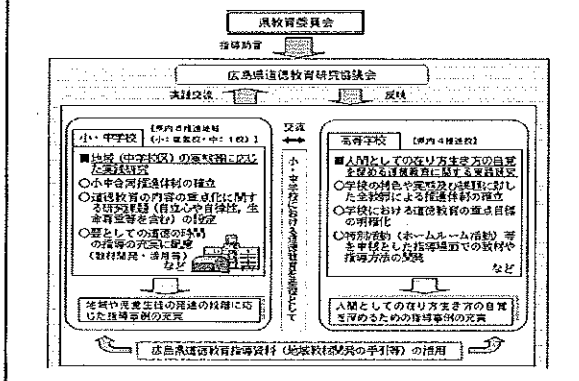 県教育委員会
指導助言
広島県道徳教育研究協議会
実践交流
反映
小・中学校
【県内8推進地域
(小:複数校・中:1校)】
■地域(中学校区)の実態等に応じ
た実践研究
○小中合同推進体制の確立
○道徳教育の内容の重点化に関す
る研究課題(自立心や自律性,生
命尊重等を含む)の設定
○要としての道徳の時間
の指導の充実に配慮
(教材開発・活用等)
など
地域や児童生徒の発達の段階に応
じた指導事例の充実
交流
小・中学校における道徳教育を基盤として
高等学校
【県内4推進校】
■人間としての在り方生き方の自覚
を深める道徳教育に関する実践研究
○学校の特色や実態及び課題に即し
た全教師による推進体制の確立
○学校における道徳教育の重点目標
の明確化
○特別活動(ホームルーム活動)等
を中核とした指導場面での教材や
指導方法の開発
など
人間としての在り方生き方の自覚
を深めるための指導事例の充実
広島県道徳教育指導資料(地域教材開発の手引等)の活用